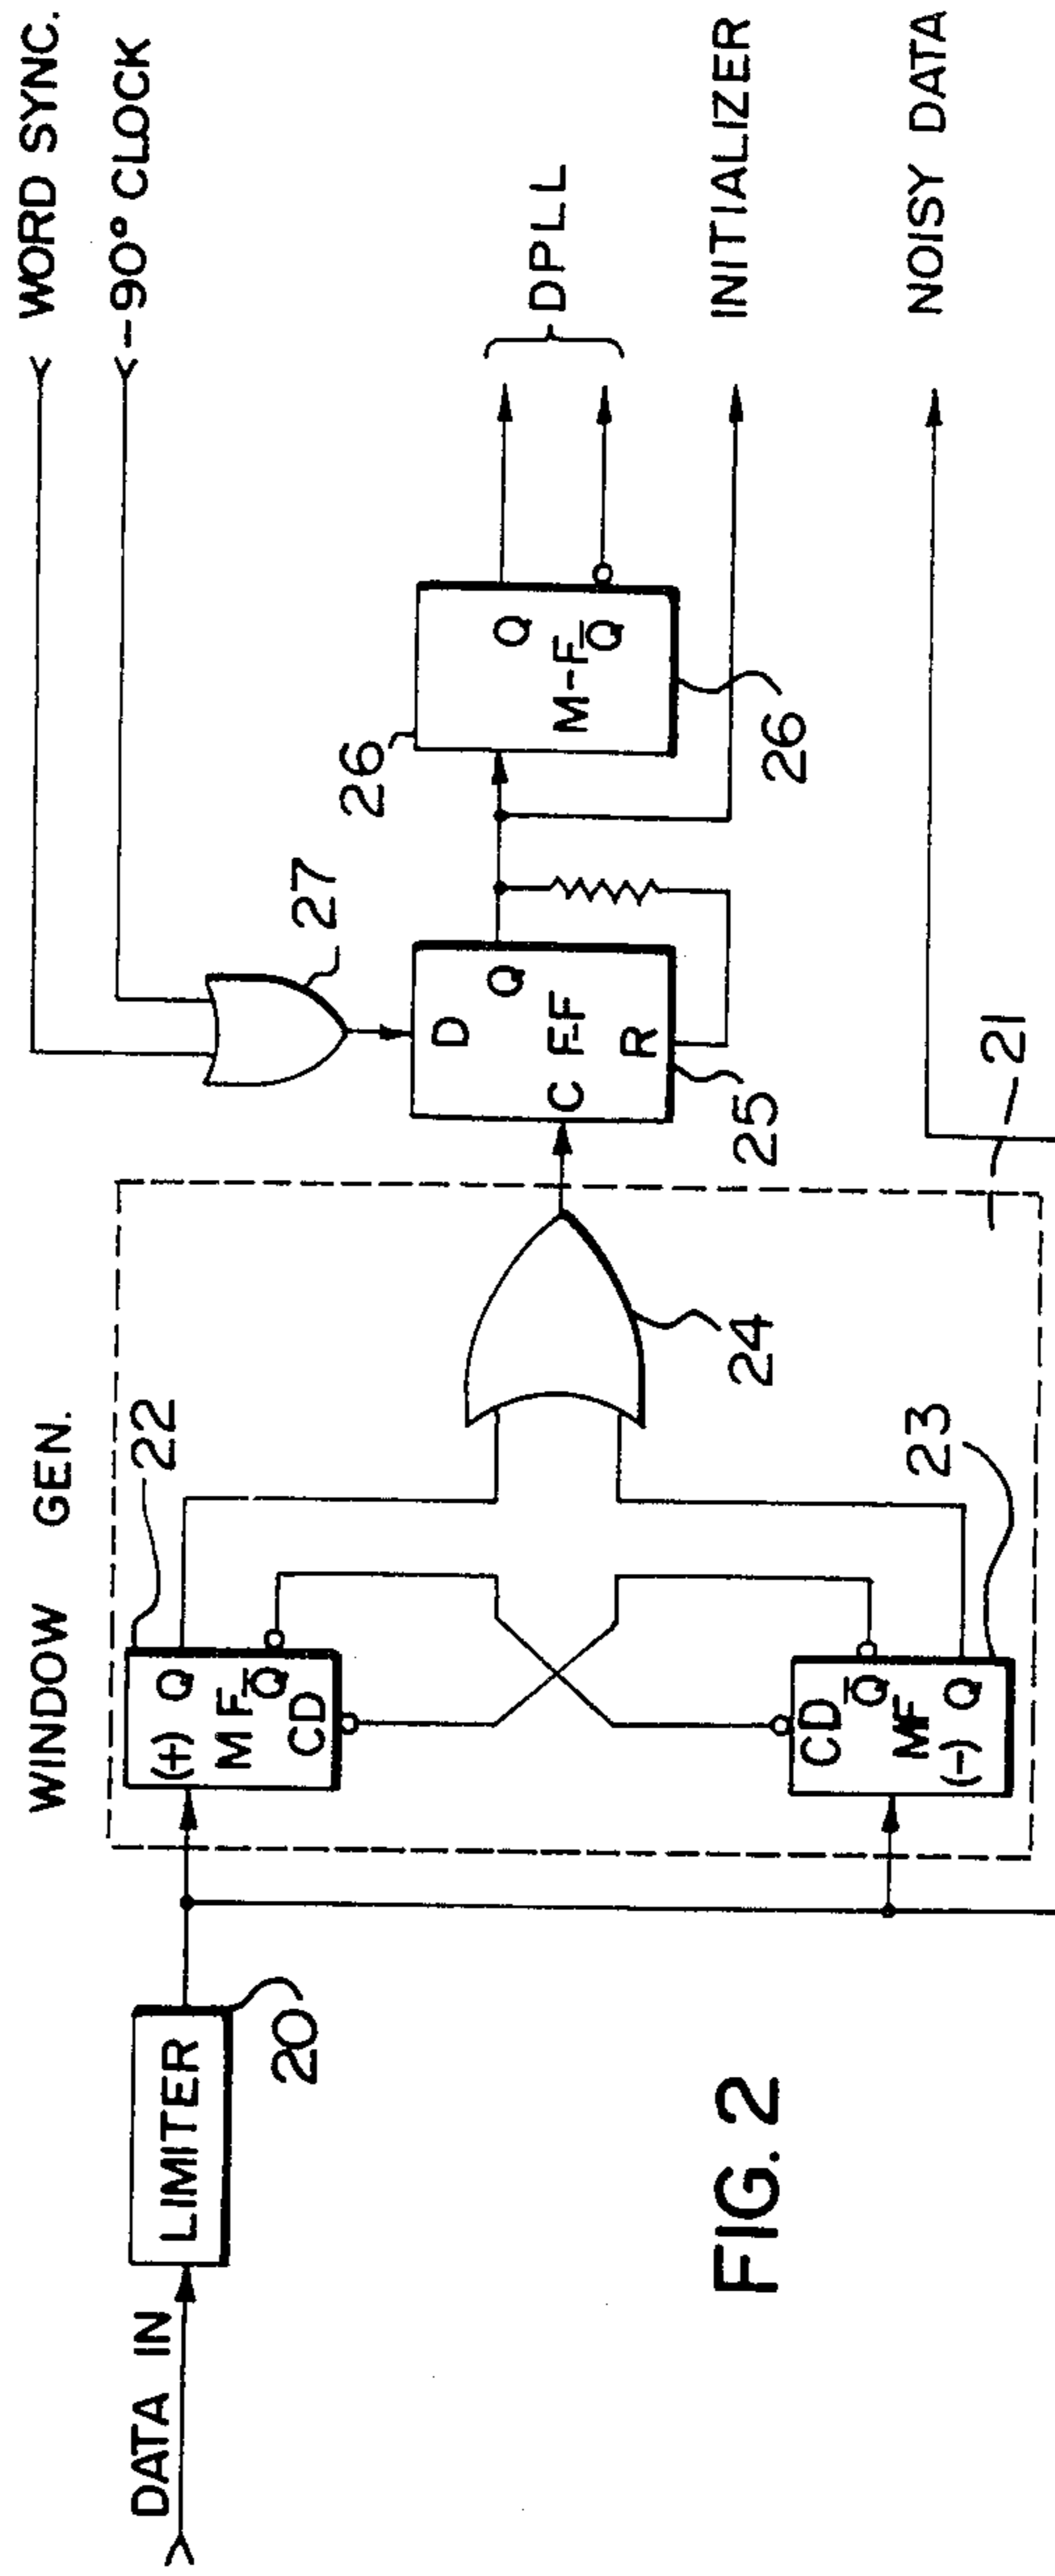 WORD SYNC.
-90° CLOCK
WINDOW GEN.
DATA IN
LIMITER
20
22
(+) Q
MF Q̅
CD
CD
Q̅
MF
(-) Q
23
24
21
27
D
Q
C F-F
R
25
26
Q
M-F
Q̅
26
DPLL
INITIALIZER
NOISY DATA
FIG. 2